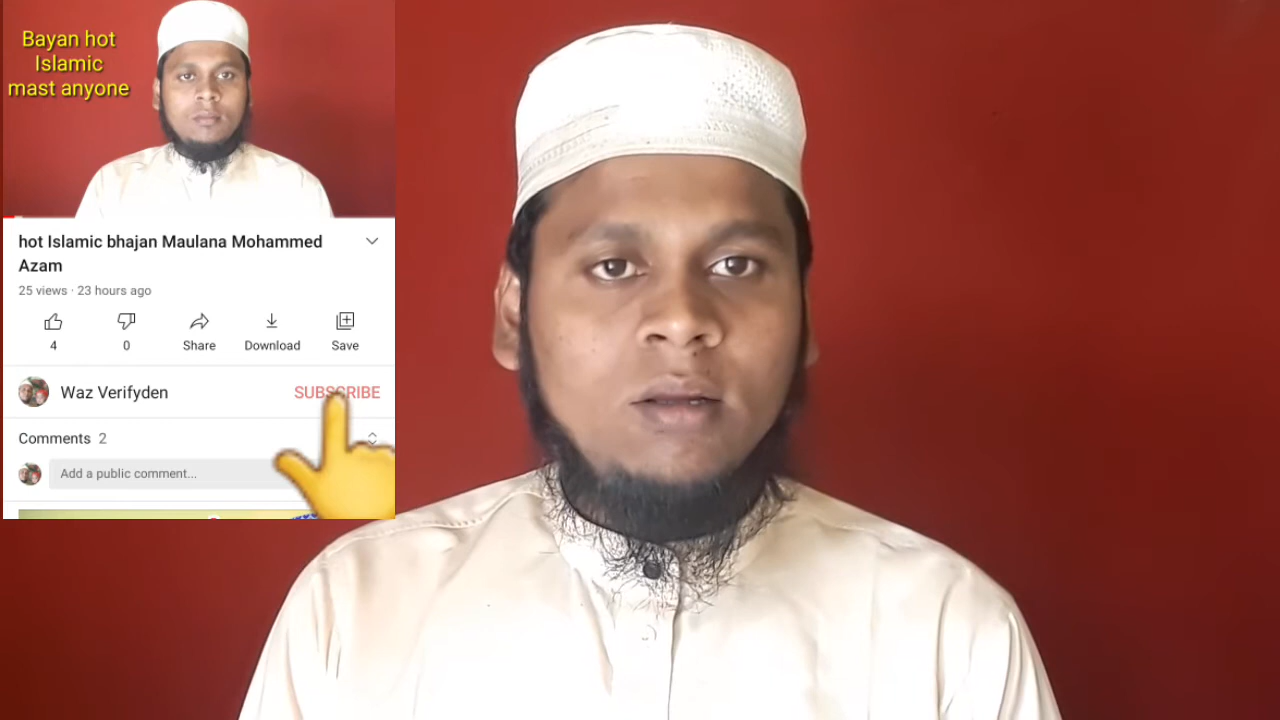 Bayan hot
Islamic
mast anyone
hot Islamic bhajan Maulana Mohammed
Azam
25 views · 23 hours ago
4
0
Share
Download
Save
Waz Verifyden
SUBSCRIBE
Comments 2
Add a public comment...